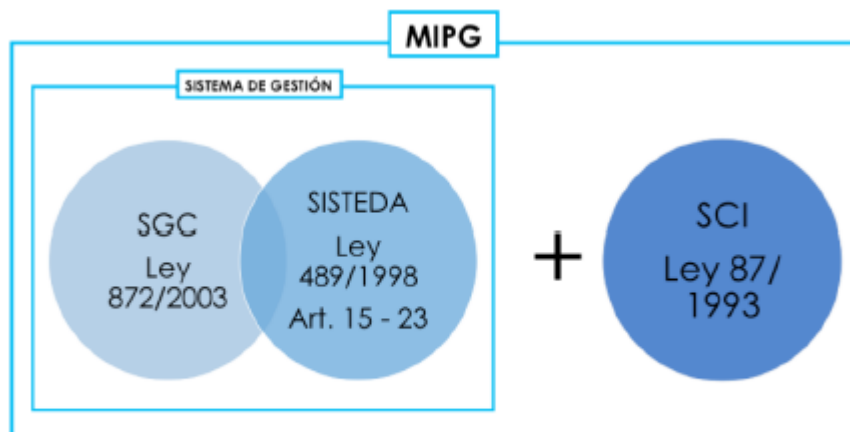 MIPG
SISTEMA DE GESTIÓN
SGC
Ley
872/2003
SISTEDA
Ley
489/1998
Art. 15 - 23
+
SCI
Ley 87/
1993